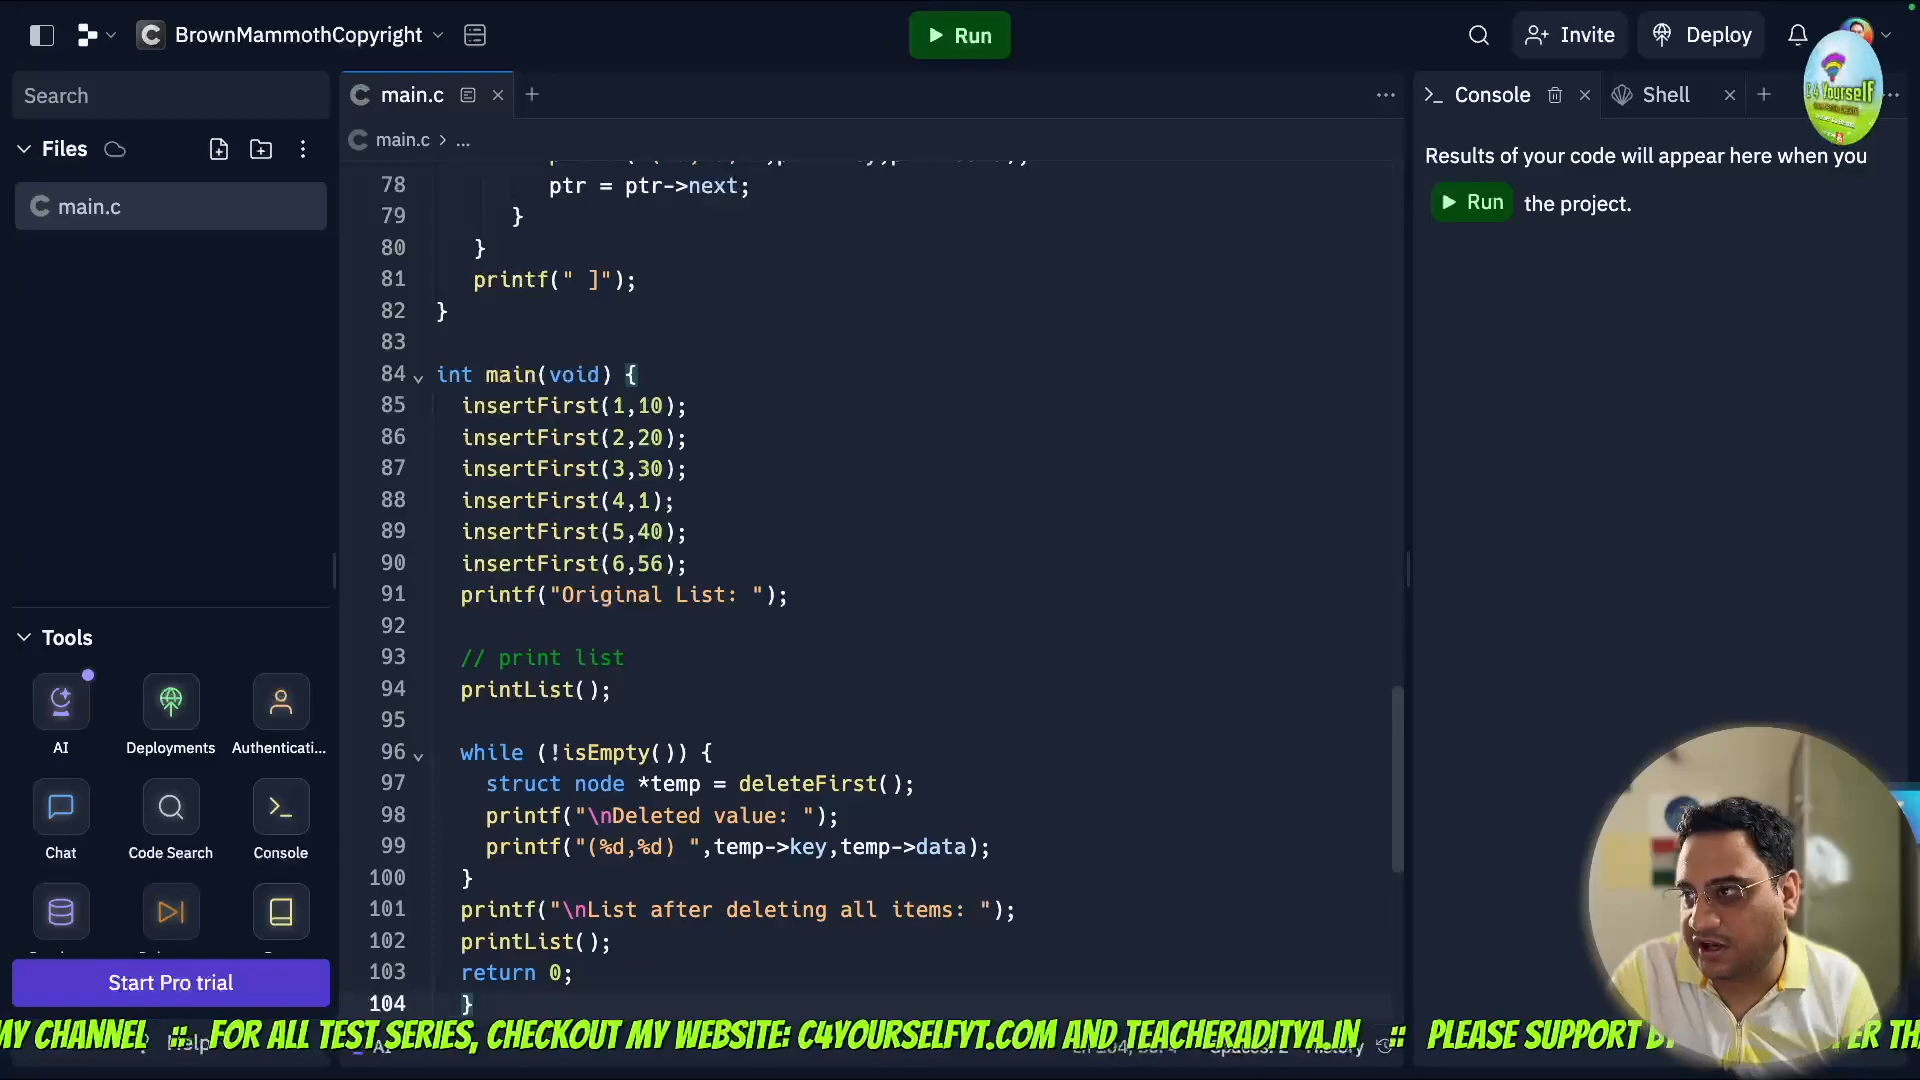 BrownMammothCopyright
Run
Invite
Deploy
Search
Files
main.c
main.c
main.c > ...
78 ptr = ptr->next;
79 }
80 }
81 printf(" ]");
82 }
83
84 int main(void) {
85 insertFirst(1,10);
86 insertFirst(2,20);
87 insertFirst(3,30);
88 insertFirst(4,1);
89 insertFirst(5,40);
90 insertFirst(6,56);
91 printf("Original List: ");
92
93 // print list
94 printList();
95
96 while (!isEmpty()) {
97 struct node *temp = deleteFirst();
98 printf("\nDeleted value: ");
99 printf("(%d,%d) ",temp->key,temp->data);
100 }
101 printf("\nList after deleting all items: ");
102 printList();
103 return 0;
104 }
Console
Shell
Results of your code will appear here when you
Run the project.
C 4 Yourself
Tools
AI
Deployments
Authenticati...
Chat
Code Search
Console
Start Pro trial
Help
MY CHANNEL :: FOR ALL TEST SERIES, CHECKOUT MY WEBSITE: C4YOURSELFYT.COM AND TEACHERADITYA.IN :: PLEASE SUPPORT